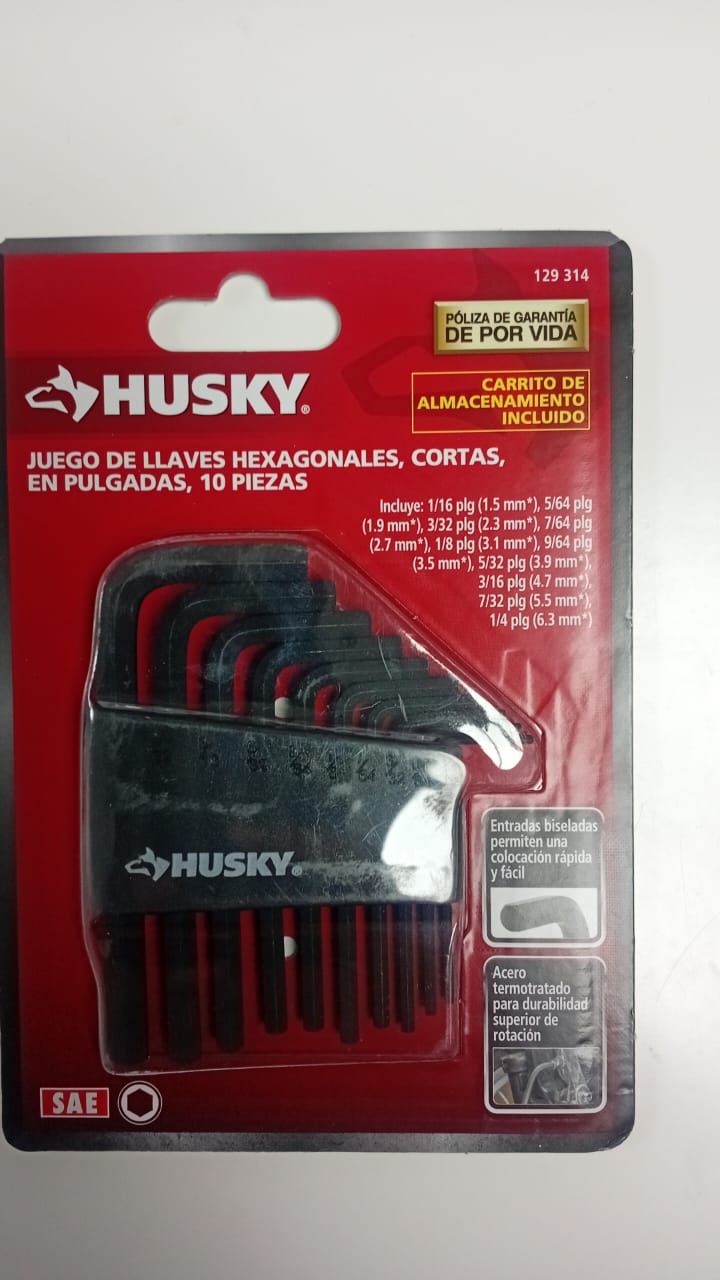 129 314
PÓLIZA DE GARANTÍA
DE POR VIDA
HUSKY®
CARRITO DE
ALMACENAMIENTO
INCLUIDO
JUEGO DE LLAVES HEXAGONALES, CORTAS,
EN PULGADAS, 10 PIEZAS
Incluye: 1/16 plg (1.5 mm*), 5/64 plg
(1.9 mm*), 3/32 plg (2.3 mm*), 7/64 plg
(2.7 mm*), 1/8 plg (3.1 mm*), 9/64 plg
(3.5 mm*), 5/32 plg (3.9 mm*),
3/16 plg (4.7 mm*),
7/32 plg (5.5 mm*),
1/4 plg (6.3 mm*)
HUSKY®
Entradas biseladas
permiten una
colocación rápida
y fácil
Acero
termotratado
para durabilidad
superior de
rotación
SAE